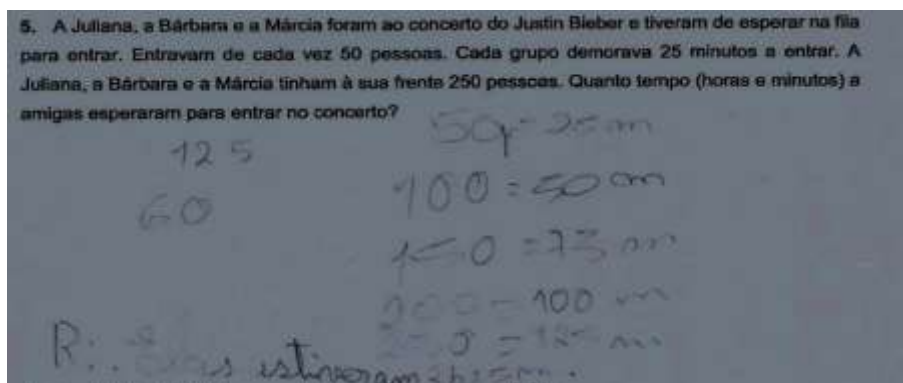 5. A Juliana, a Bárbara e a Márcia foram ao concerto do Justin Bieber e tiveram de esperar na fila
para entrar. Entravam de cada vez 50 pessoas. Cada grupo demorava 25 minutos a entrar. A
Juliana, a Bárbara e a Márcia tinham à sua frente 250 pessoas. Quanto tempo (horas e minutos) a
amigas esperaram para entrar no concerto?
125
60
50 = 25 m
100 = 50 m
150 = 75 m
200 = 100 m
250 = 125 m
R: estiveram 2h 5m.